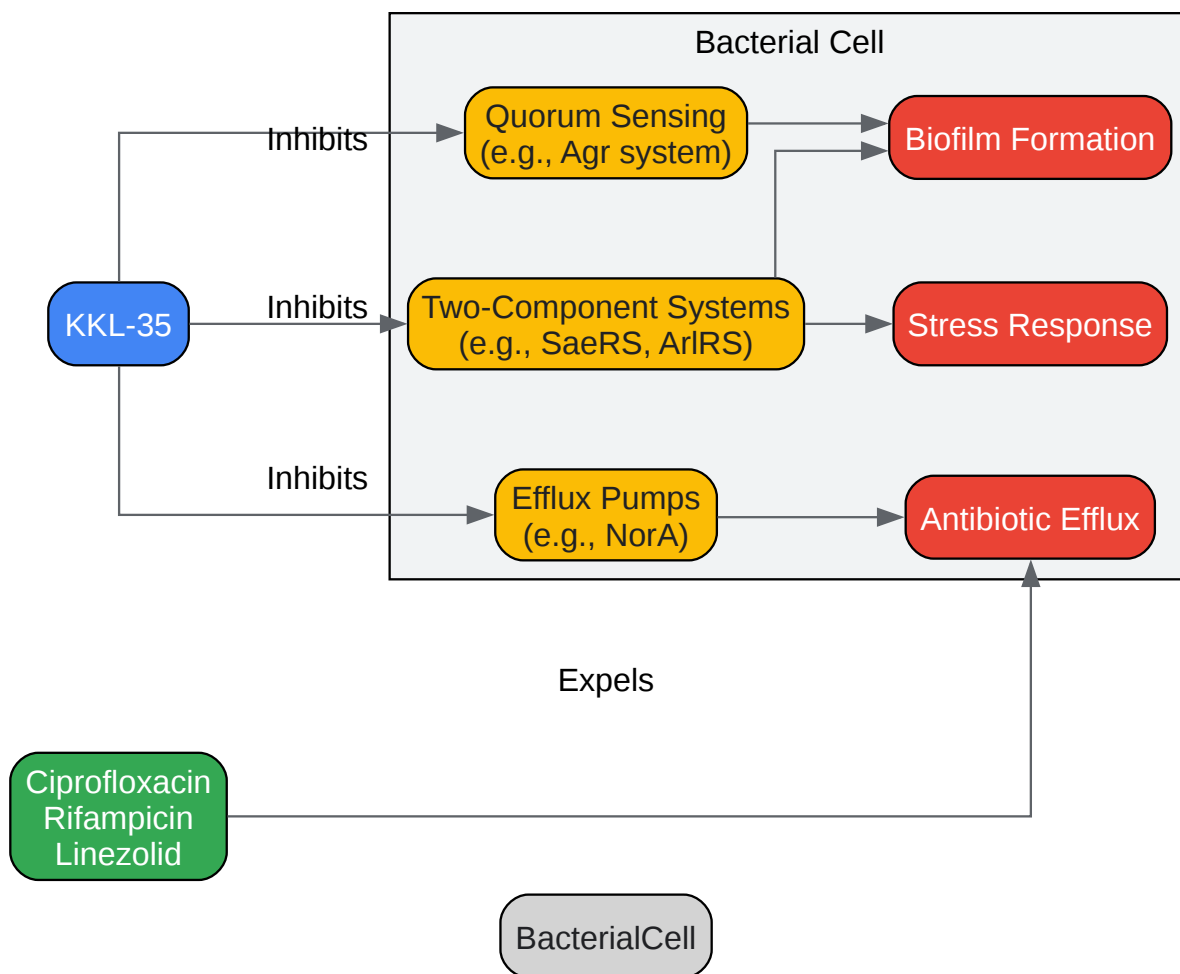 Bacterial Cell
Quorum Sensing
(e.g., Agr system)
Biofilm Formation
Inhibits
KKL-35
Inhibits
Two-Component Systems
(e.g., SaeRS, ArlRS)
Stress Response
Inhibits
Efflux Pumps
(e.g., NorA)
Antibiotic Efflux
Expels
Ciprofloxacin
Rifampicin
Linezolid
BacterialCell